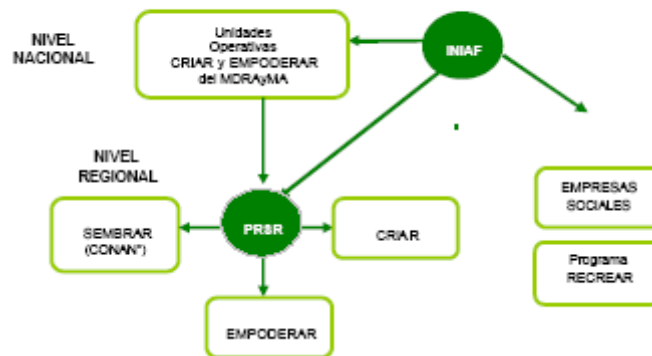 NIVEL
NACIONAL
Unidades
Operativas
CRIAR y EMPODERAR
del MDRAyMA
INIAF
NIVEL
REGIONAL
SEMBRAR
(CONAN*)
PRSR
CRIAR
EMPODERAR
EMPRESAS
SOCIALES
Programa
RECREAR